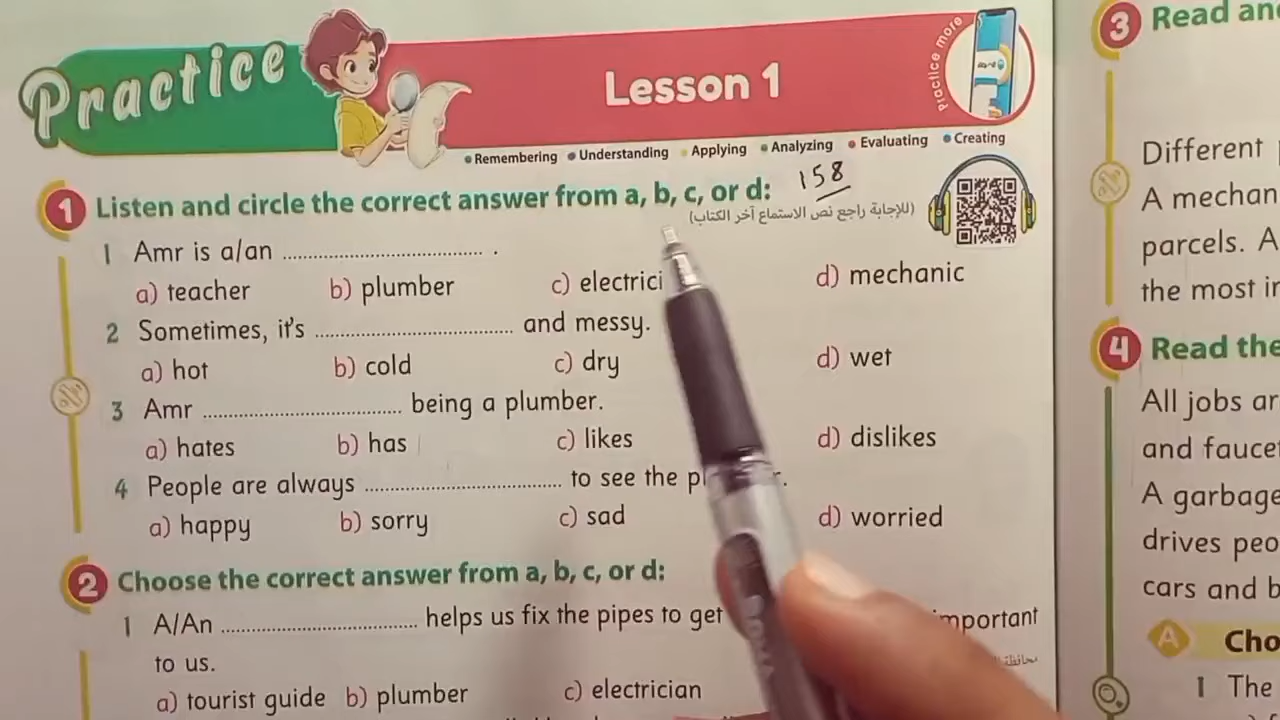 Practice
Lesson 1
Practice more
Remembering Understanding Applying Analyzing Evaluating Creating
1 Listen and circle the correct answer from a, b, c, or d: 158
(للإجابة راجع نص الاستماع آخر الكتاب)
1 Amr is a/an .................................... .
a) teacher b) plumber c) electrici d) mechanic
2 Sometimes, it's .................................... and messy.
a) hot b) cold c) dry d) wet
3 Amr .................................... being a plumber.
a) hates b) has c) likes d) dislikes
4 People are always .................................... to see the pl r.
a) happy b) sorry c) sad d) worried
2 Choose the correct answer from a, b, c, or d:
1 A/An .................................... helps us fix the pipes to get mportant
to us.
محافظة
a) tourist guide b) plumber c) electrician
3 Read an
Different
A mechan
parcels. A
the most i
4 Read the
All jobs ar
and fauce
A garbage
drives peo
cars and b
A Cho
1 The